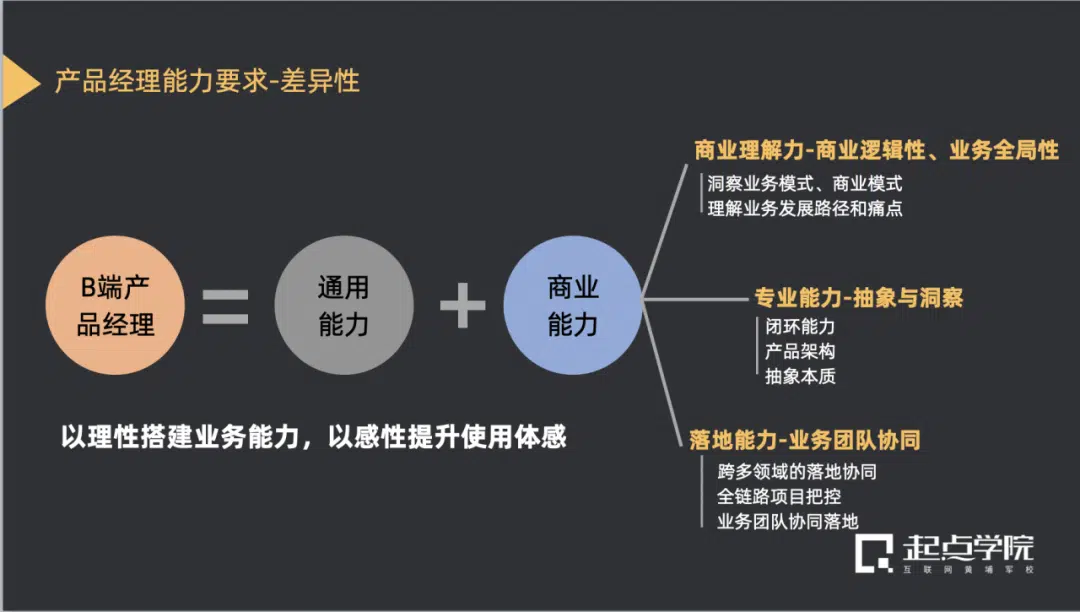 产品经理能力要求-差异性
B端产
品经理
=
通用
能力
+
商业
能力
商业理解力-商业逻辑性、业务全局性
洞察业务模式、商业模式
理解业务发展路径和痛点
专业能力-抽象与洞察
闭环能力
产品架构
抽象本质
落地能力-业务团队协同
跨多领域的落地协同
全链路项目把控
业务团队协同落地
以理性搭建业务能力，以感性提升使用体感
起点学院
互联网黄埔军校